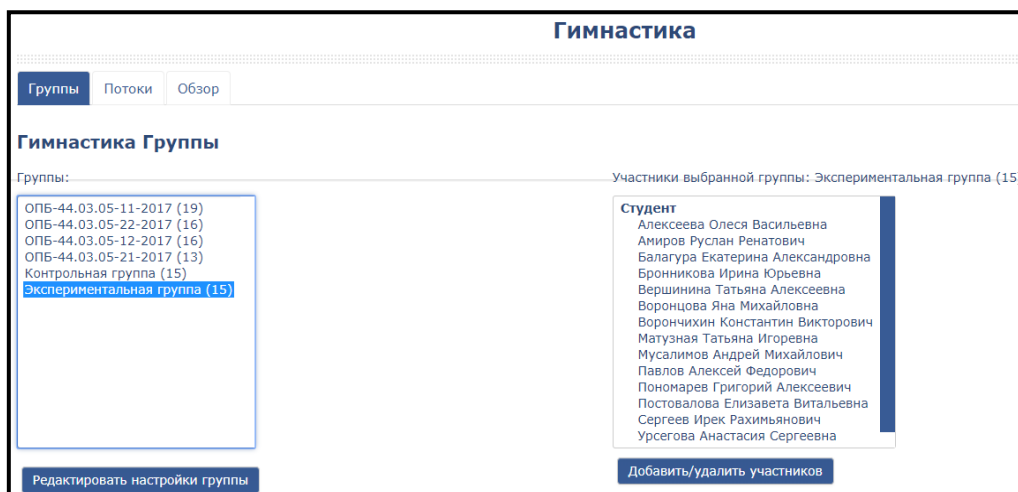 Гимнастика
Группы Потоки Обзор
Гимнастика Группы
Группы:
ОПБ-44.03.05-11-2017 (19)
ОПБ-44.03.05-22-2017 (16)
ОПБ-44.03.05-12-2017 (16)
ОПБ-44.03.05-21-2017 (13)
Контрольная группа (15)
Экспериментальная группа (15)
Редактировать настройки группы
Участники выбранной группы: Экспериментальная группа (15
Студент
Алексеева Олеся Васильевна
Амиров Руслан Ренатович
Балагура Екатерина Александровна
Бронникова Ирина Юрьевна
Вершинина Татьяна Алексеевна
Воронцова Яна Михайловна
Ворончихин Константин Викторович
Матузная Татьяна Игоревна
Мусалимов Андрей Михайлович
Павлов Алексей Федорович
Пономарев Григорий Алексеевич
Постовалова Елизавета Витальевна
Сергеев Ирек Рахимьянович
Урсегова Анастасия Сергеевна
Добавить/удалить участников